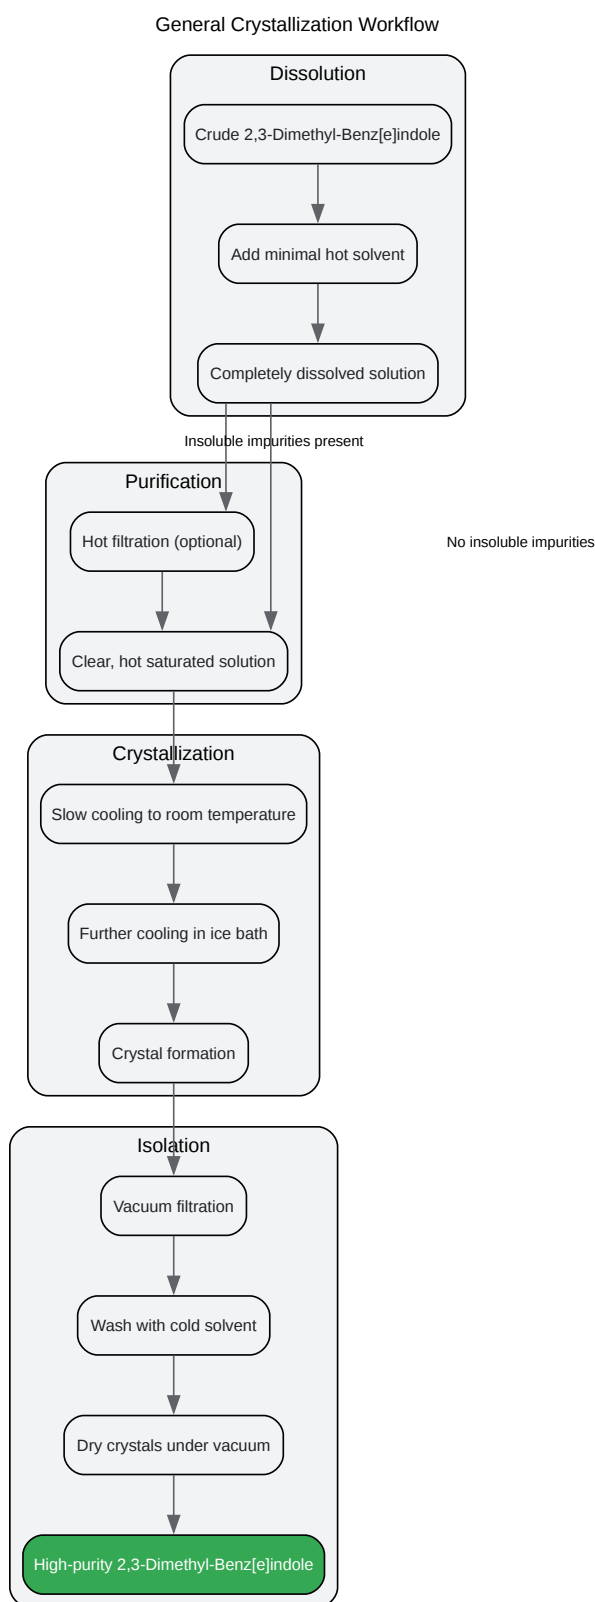 General Crystallization Workflow
Dissolution
Crude 2,3-Dimethyl-Benz[e]indole
Add minimal hot solvent
Completely dissolved solution
Insoluble impurities present
Purification
Hot filtration (optional)
No insoluble impurities
Clear, hot saturated solution
Crystallization
Slow cooling to room temperature
Further cooling in ice bath
Crystal formation
Isolation
Vacuum filtration
Wash with cold solvent
Dry crystals under vacuum
High-purity 2,3-Dimethyl-Benz[e]indole